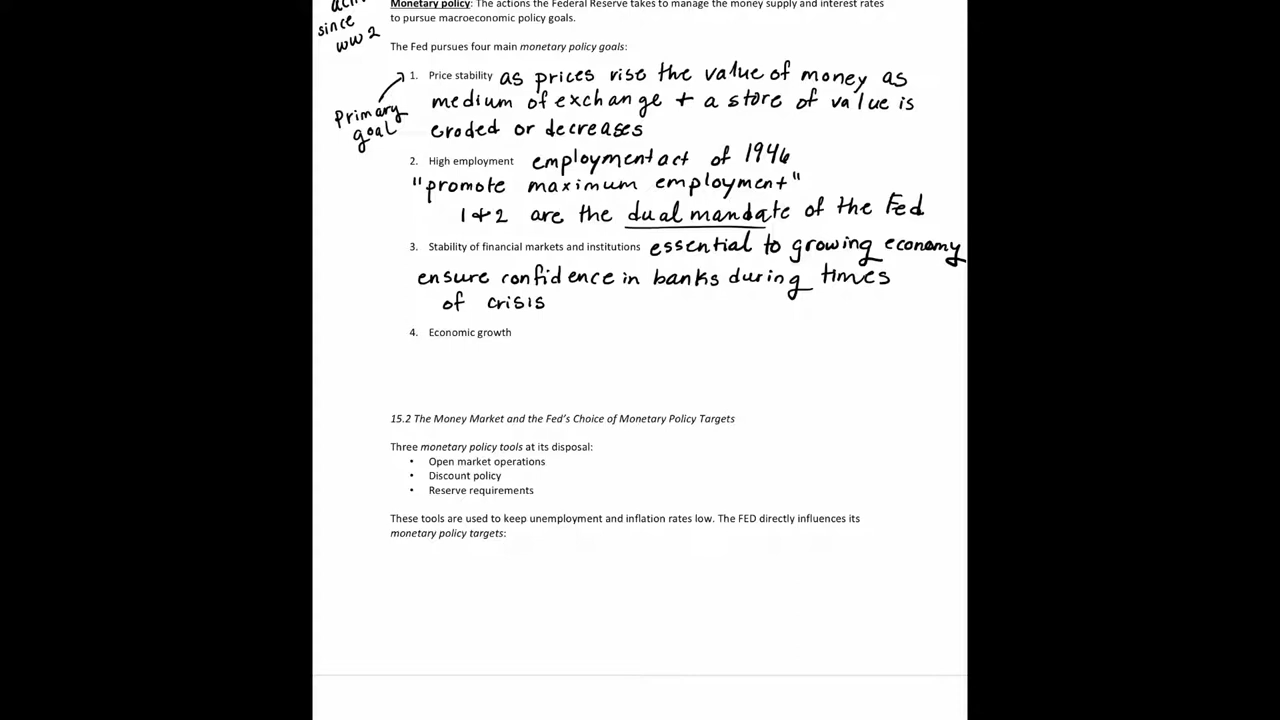 Monetary policy: The actions the Federal Reserve takes to manage the money supply and interest rates
to pursue macroeconomic policy goals.
since
ww2
The Fed pursues four main monetary policy goals:
1. Price stability as prices rise the value of money as
medium of exchange + a store of value is
eroded or decreases
Primary
goal
2. High employment employment act of 1946
"promote maximum employment"
1 & 2 are the dual mandate of the Fed
3. Stability of financial markets and institutions essential to growing economy
ensure confidence in banks during times
of crisis
4. Economic growth
15.2 The Money Market and the Fed's Choice of Monetary Policy Targets
Three monetary policy tools at its disposal:
• Open market operations
• Discount policy
• Reserve requirements
These tools are used to keep unemployment and inflation rates low. The FED directly influences its
monetary policy targets: